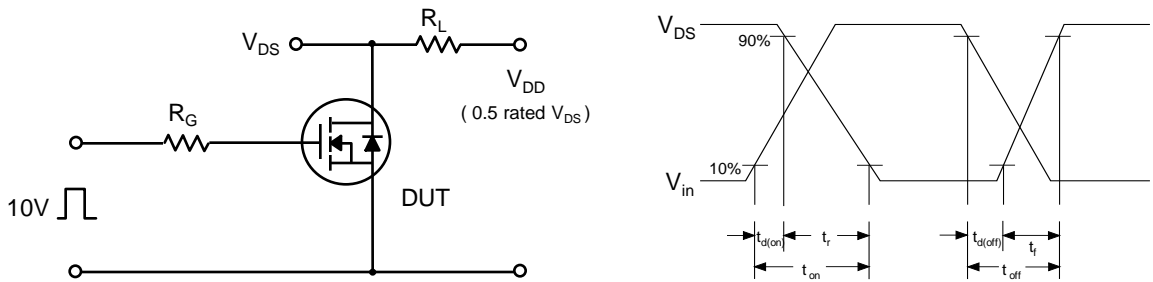 R_L
V_DS
V_DD
( 0.5 rated V_DS )
R_G
DUT
10V
V_DS
90%
10%
V_in
t_d(on)
t_r
t_on
t_d(off)
t_f
t_off